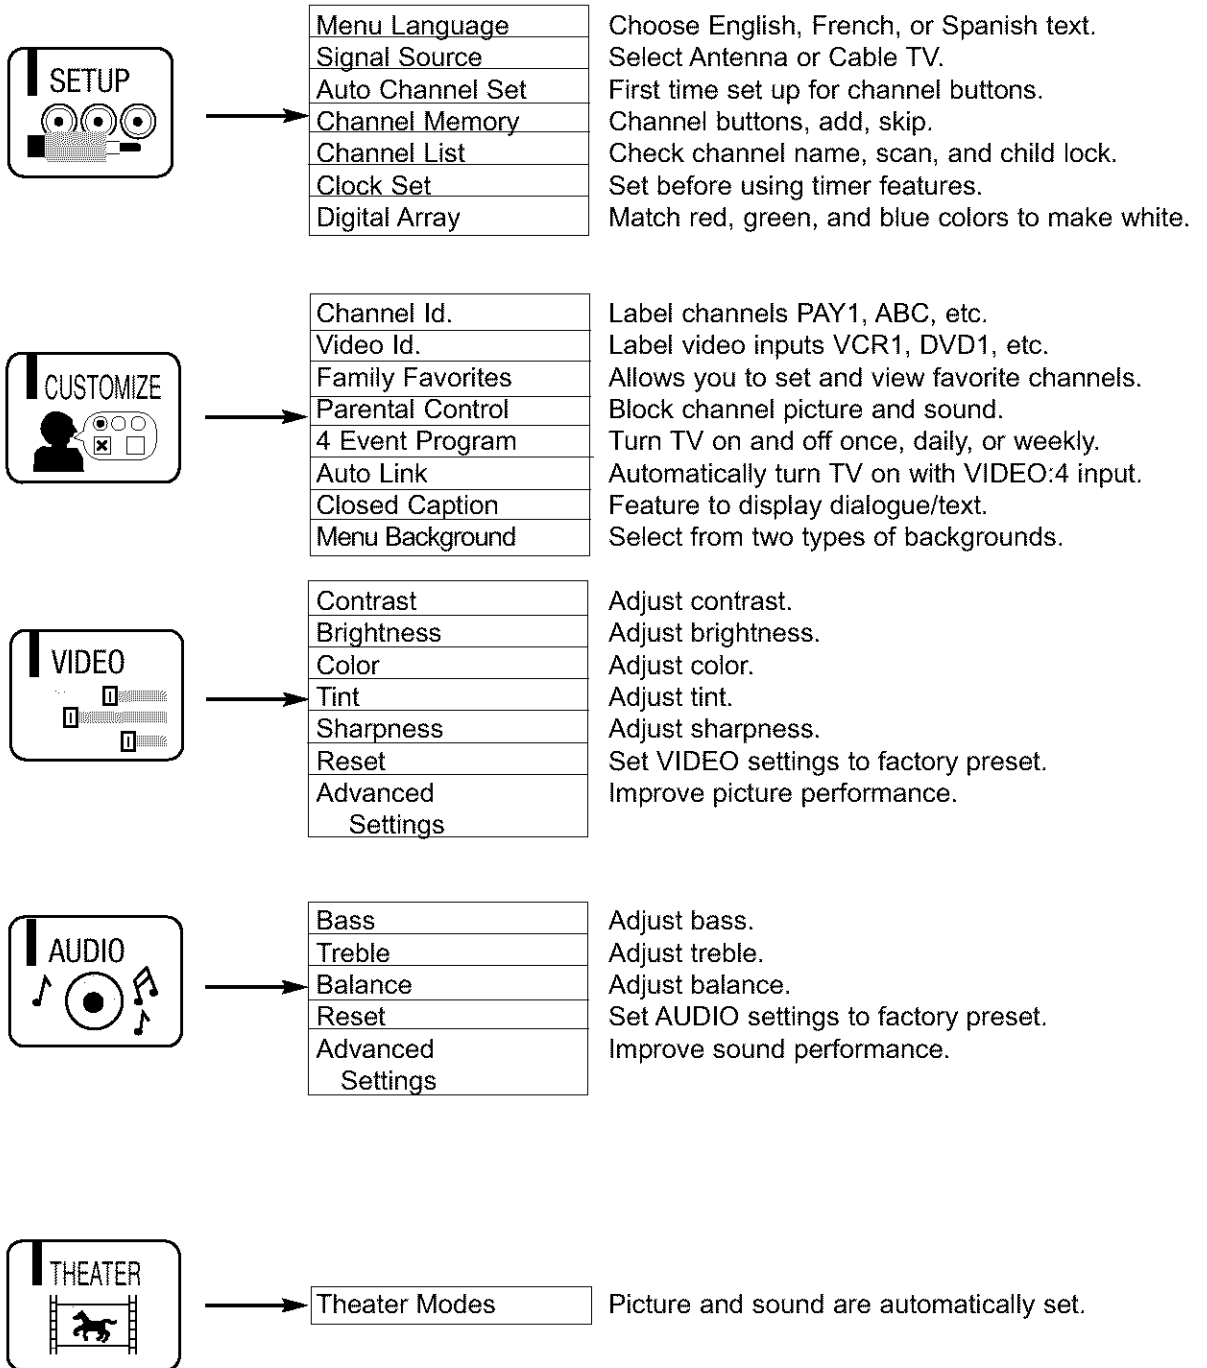 SETUP
Menu Language Choose English, French, or Spanish text.
Signal Source Select Antenna or Cable TV.
Auto Channel Set First time set up for channel buttons.
Channel Memory Channel buttons, add, skip.
Channel List Check channel name, scan, and child lock.
Clock Set Set before using timer features.
Digital Array Match red, green, and blue colors to make white.
CUSTOMIZE
Channel Id. Label channels PAY1, ABC, etc.
Video Id. Label video inputs VCR1, DVD1, etc.
Family Favorites Allows you to set and view favorite channels.
Parental Control Block channel picture and sound.
4 Event Program Turn TV on and off once, daily, or weekly.
Auto Link Automatically turn TV on with VIDEO:4 input.
Closed Caption Feature to display dialogue/text.
Menu Background Select from two types of backgrounds.
VIDEO
Contrast Adjust contrast.
Brightness Adjust brightness.
Color Adjust color.
Tint Adjust tint.
Sharpness Adjust sharpness.
Reset Set VIDEO settings to factory preset.
Advanced Improve picture performance.
Settings
AUDIO
Bass Adjust bass.
Treble Adjust treble.
Balance Adjust balance.
Reset Set AUDIO settings to factory preset.
Advanced Improve sound performance.
Settings
THEATER
Theater Modes Picture and sound are automatically set.